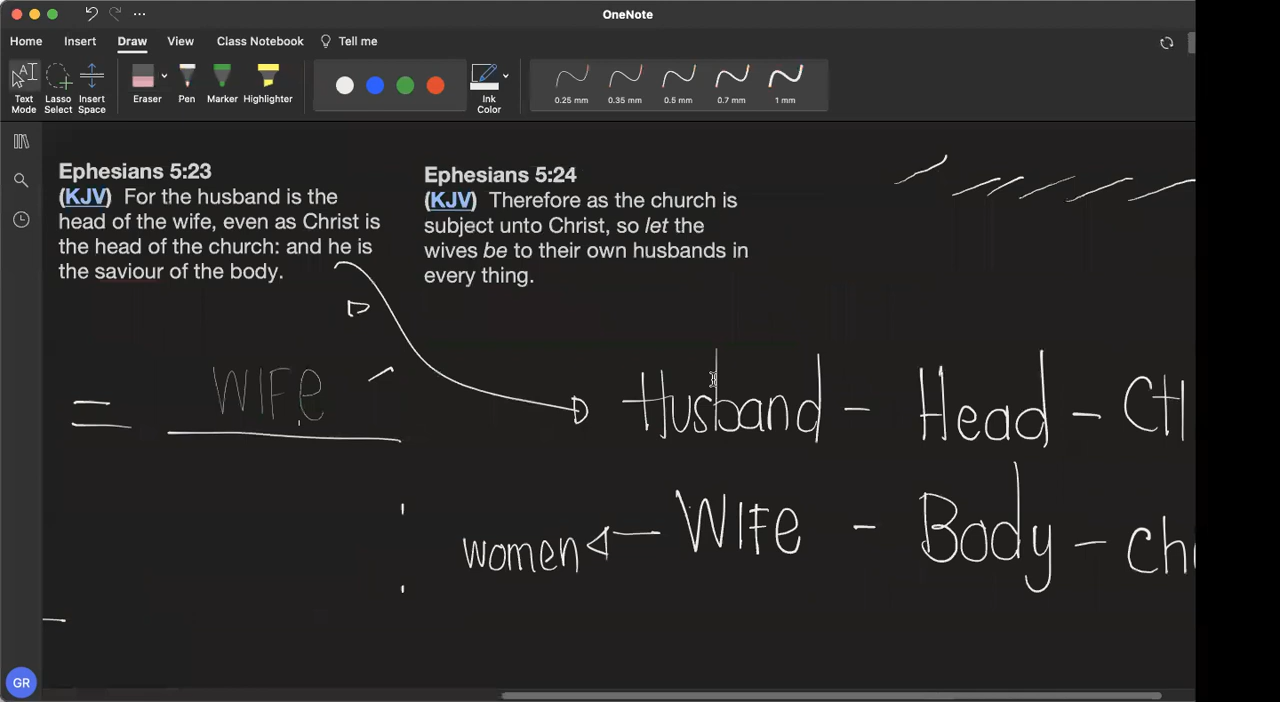 OneNote
Home Insert Draw View Class Notebook Tell me
Text Mode
Lasso Select
Insert Space
Eraser
Pen
Marker
Highlighter
Ink Color
0.25 mm 0.35 mm 0.5 mm 0.7 mm 1 mm
Ephesians 5:23
(KJV) For the husband is the
head of the wife, even as Christ is
the head of the church: and he is
the saviour of the body.
Ephesians 5:24
(KJV) Therefore as the church is
subject unto Christ, so let the
wives be to their own husbands in
every thing.
= WIFe
Husband - Head - CH
women WIFe - Body - ch
GR